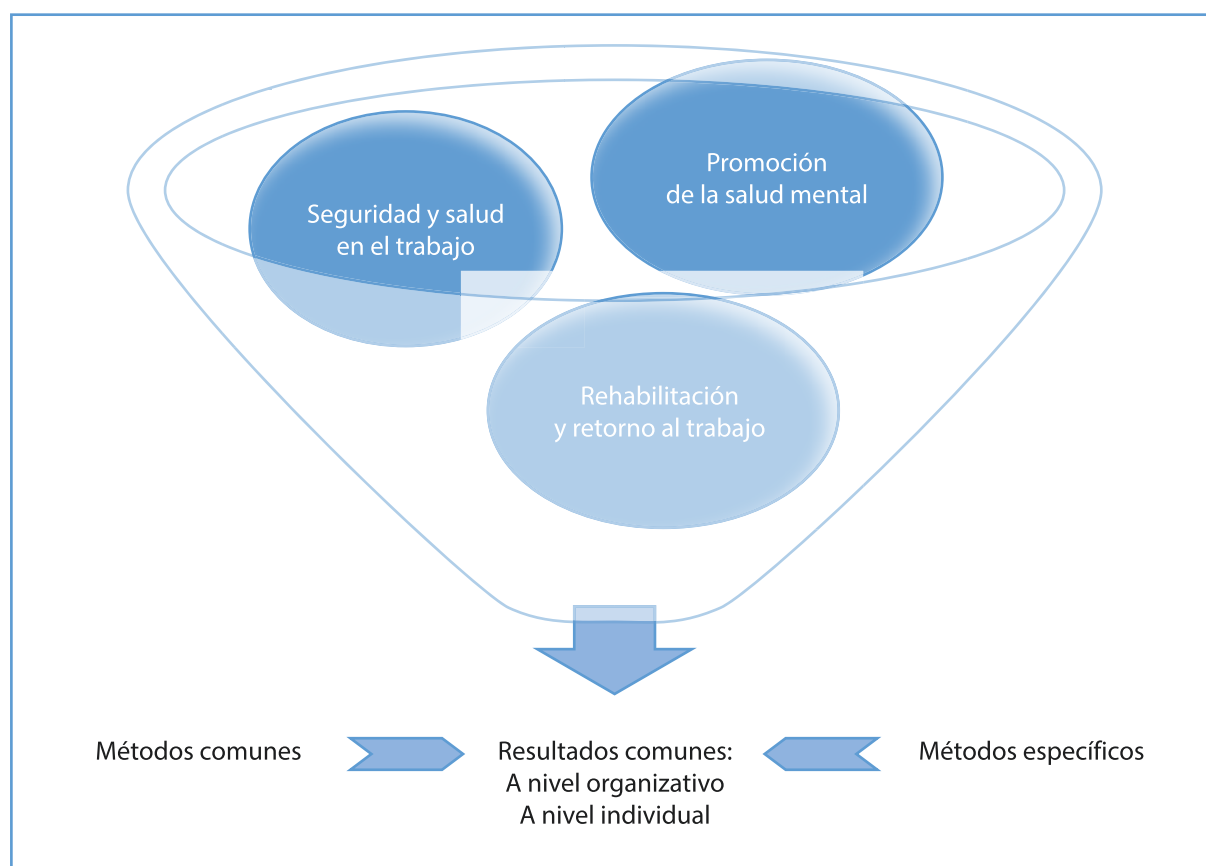 Promoción
de la salud mental
Seguridad y salud
en el trabajo
Rehabilitación
y retorno al trabajo
Métodos comunes
Resultados comunes:
A nivel organizativo
A nivel individual
Métodos específicos